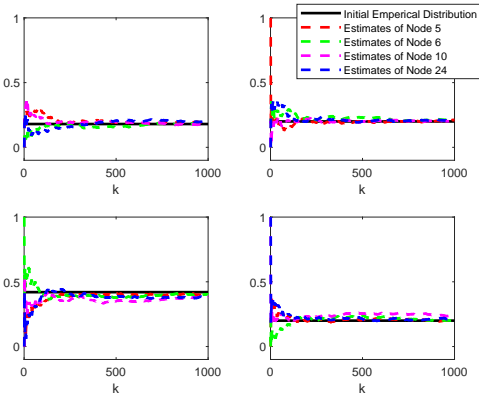 Initial Emperical Distribution
Estimates of Node 5
Estimates of Node 6
Estimates of Node 10
Estimates of Node 24
1
0.5
0
0 500 1000
k
1
0.5
0
0 500 1000
k
1
0.5
0
0 500 1000
k
1
0.5
0
0 500 1000
k